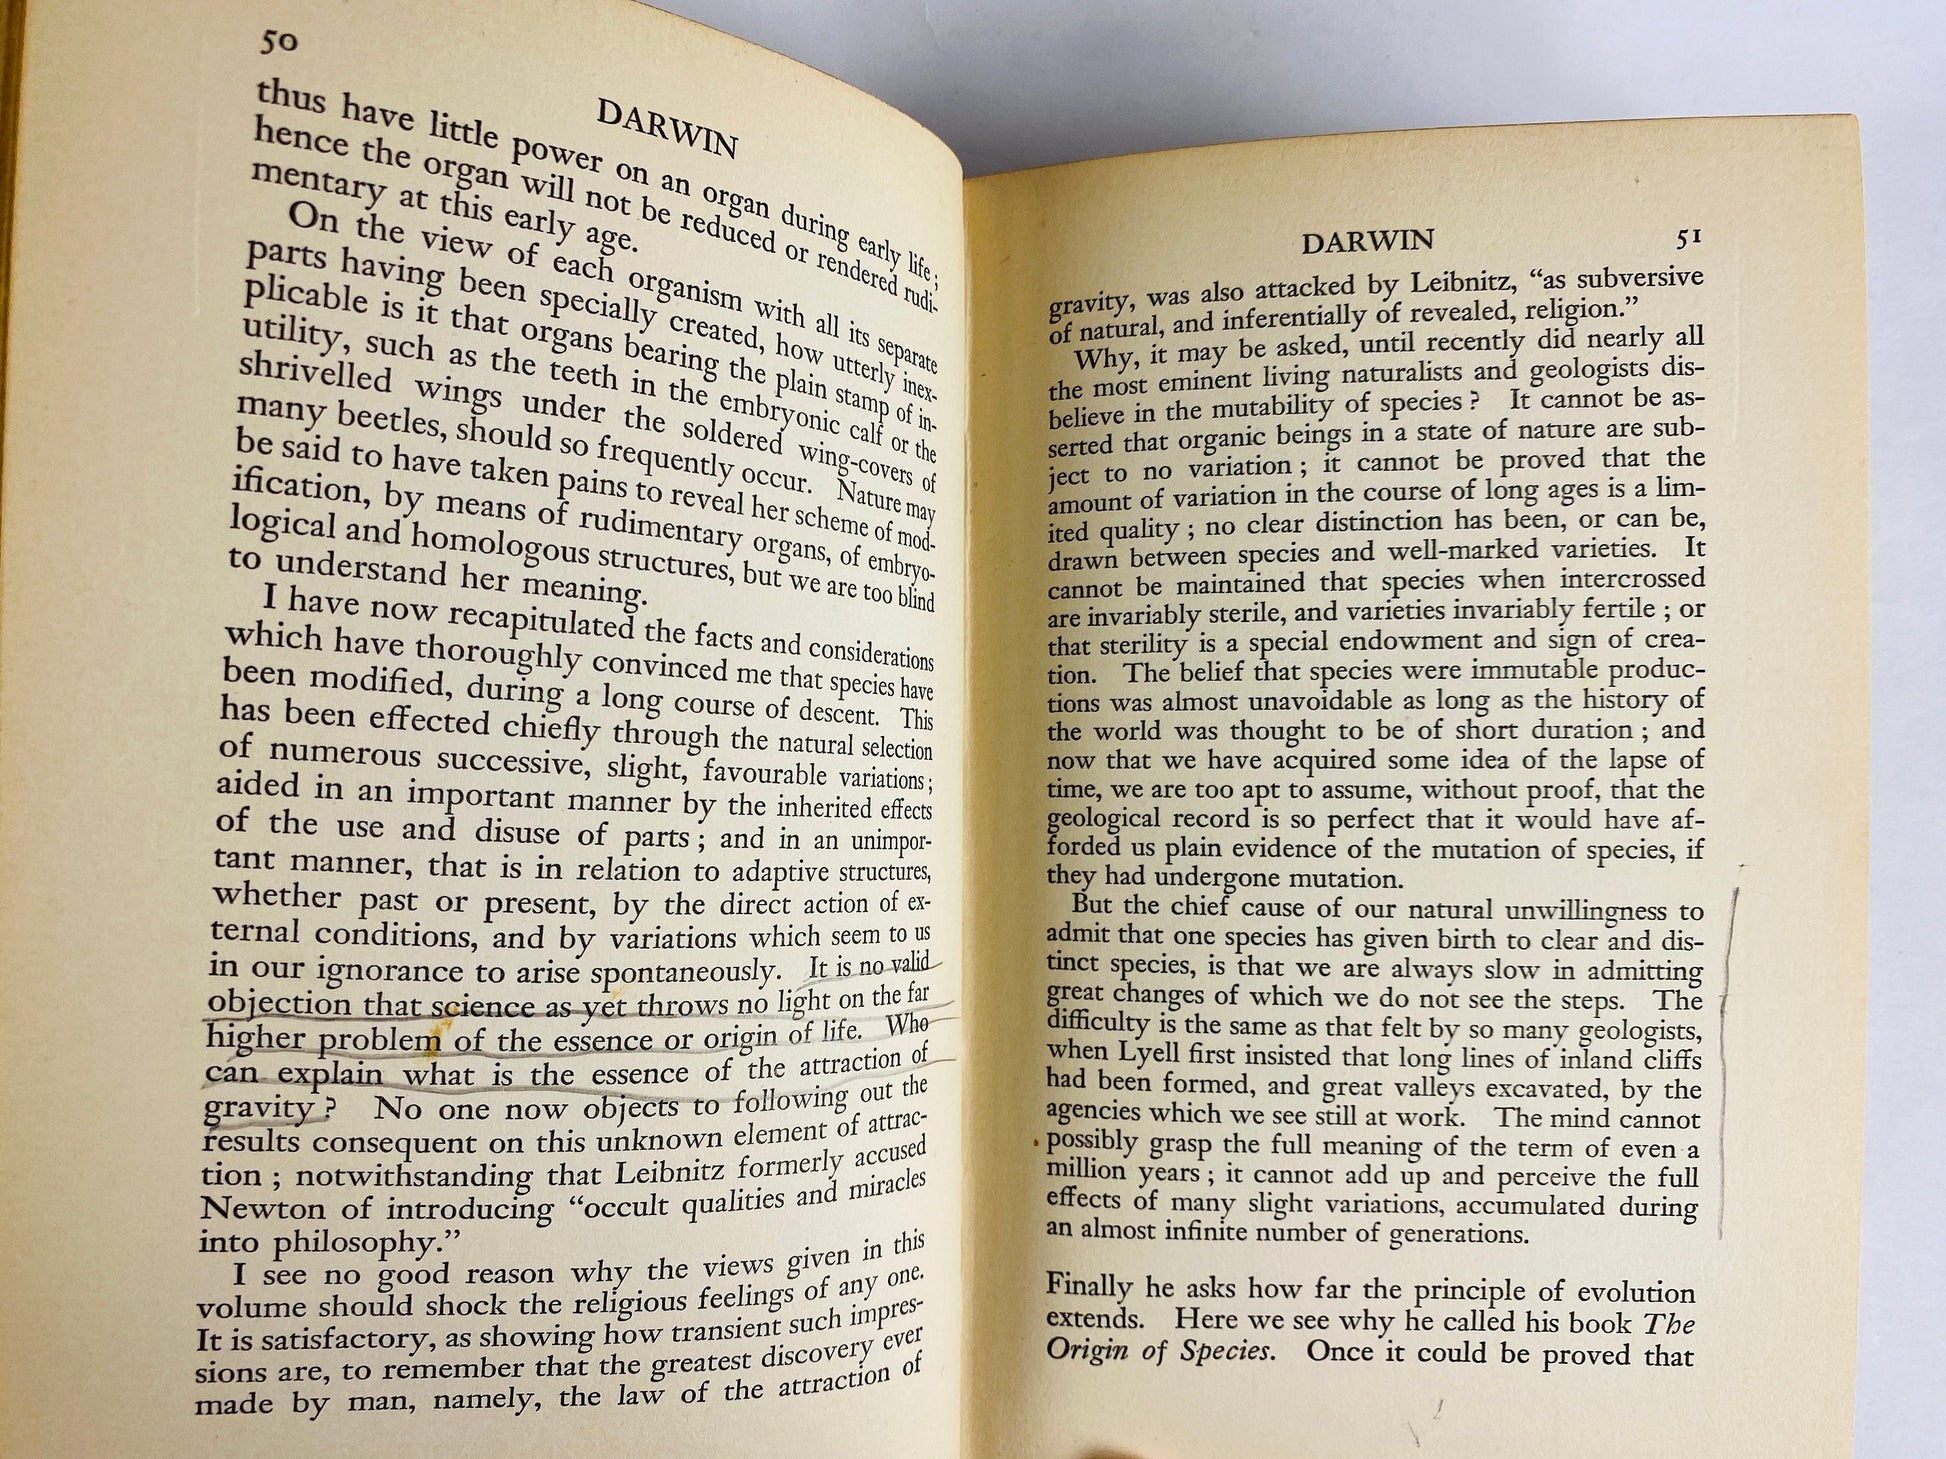 50
DARWIN
thus have little power on an organ during early life;
hence the organ will not be reduced or rendered rudi-
mentary at this early age.
On the view of each organism with all its separate
parts having been specially created, how utterly inex-
plicable is it that organs bearing the plain stamp of in-
utility, such as the teeth in the embryonic calf or the
shrivelled wings under the soldered wing-covers of
many beetles, should so frequently occur. Nature may
be said to have taken pains to reveal her scheme of mod-
ification, by means of rudimentary organs, of embryo-
logical and homologous structures, but we are too blind
to understand her meaning.
I have now recapitulated the facts and considerations
which have thoroughly convinced me that species have
been modified, during a long course of descent. This
has been effected chiefly through the natural selection
of numerous successive, slight, favourable variations;
aided in an important manner by the inherited effects
of the use and disuse of parts; and in an unimpor-
tant manner, that is in relation to adaptive structures,
whether past or present, by the direct action of ex-
ternal conditions, and by variations which seem to us
in our ignorance to arise spontaneously. It is no valid
objection that science as yet throws no light on the far
higher problem of the essence or origin of life. Who
can explain what is the essence of the attraction of
gravity? No one now objects to following out the
results consequent on this unknown element of attrac-
tion; notwithstanding that Leibnitz formerly accused
Newton of introducing “occult qualities and miracles
into philosophy.”
I see no good reason why the views given in this
volume should shock the religious feelings of any one.
It is satisfactory, as showing how transient such impres-
sions are, to remember that the greatest discovery ever
made by man, namely, the law of the attraction of
DARWIN
51
gravity, was also attacked by Leibnitz, “as subversive
of natural, and inferentially of revealed, religion.”
Why, it may be asked, until recently did nearly all
the most eminent living naturalists and geologists dis-
believe in the mutability of species? It cannot be as-
serted that organic beings in a state of nature are sub-
ject to no variation; it cannot be proved that the
amount of variation in the course of long ages is a lim-
ited quality; no clear distinction has been, or can be,
drawn between species and well-marked varieties. It
cannot be maintained that species when intercrossed
are invariably sterile, and varieties invariably fertile; or
that sterility is a special endowment and sign of crea-
tion. The belief that species were immutable produc-
tions was almost unavoidable as long as the history of
the world was thought to be of short duration; and
now that we have acquired some idea of the lapse of
time, we are too apt to assume, without proof, that the
geological record is so perfect that it would have af-
forded us plain evidence of the mutation of species, if
they had undergone mutation.
But the chief cause of our natural unwillingness to
admit that one species has given birth to clear and dis-
tinct species, is that we are always slow in admitting
great changes of which we do not see the steps. The
difficulty is the same as that felt by so many geologists,
when Lyell first insisted that long lines of inland cliffs
had been formed, and great valleys excavated, by the
agencies which we see still at work. The mind cannot
possibly grasp the full meaning of the term of even a
million years; it cannot add up and perceive the full
effects of many slight variations, accumulated during
an almost infinite number of generations.
Finally he asks how far the principle of evolution
extends. Here we see why he called his book The
Origin of Species. Once it could be proved that